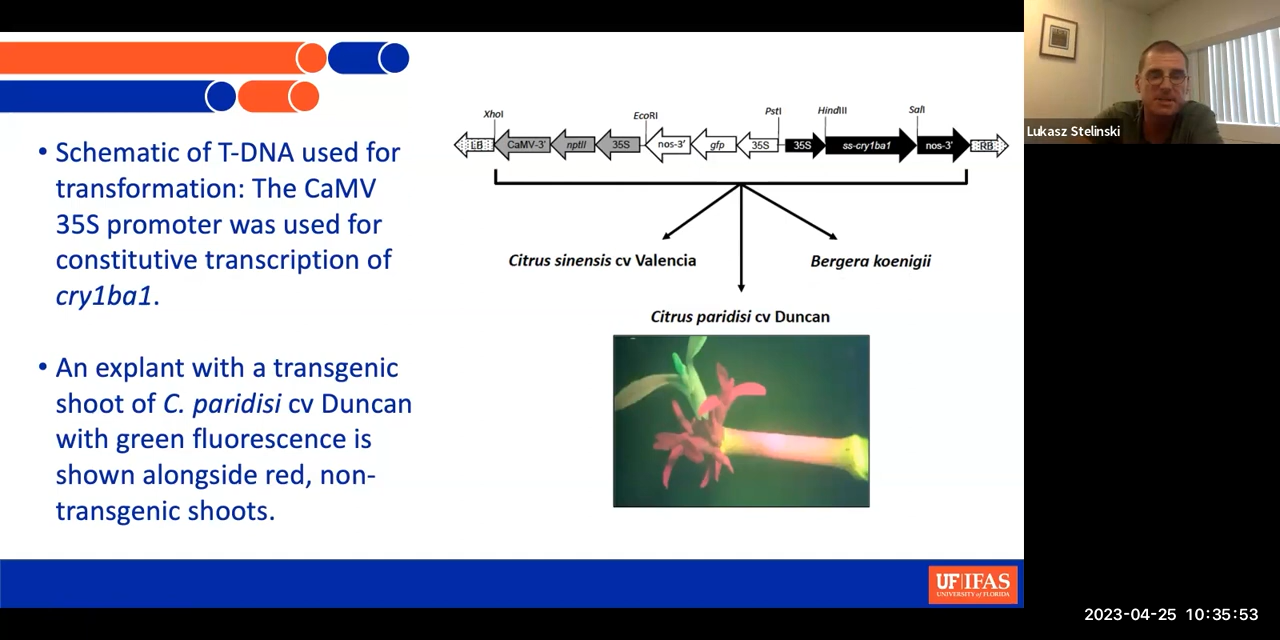 • Schematic of T-DNA used for
transformation: The CaMV
35S promoter was used for
constitutive transcription of
cry1ba1.
• An explant with a transgenic
shoot of C. paridisi cv Duncan
with green fluorescence is
shown alongside red, non-
transgenic shoots.
XhoI EcoRI PstI HindIII SalI
LB CaMV-3' nptII 35S nos-3' gfp 35S 35S ss-cry1ba1 nos-3' RB
Citrus sinensis cv Valencia
Bergera koenigii
Citrus paridisi cv Duncan
UF|IFAS
UNIVERSITY of FLORIDA
Lukasz Stelinski
2023-04-25 10:35:53